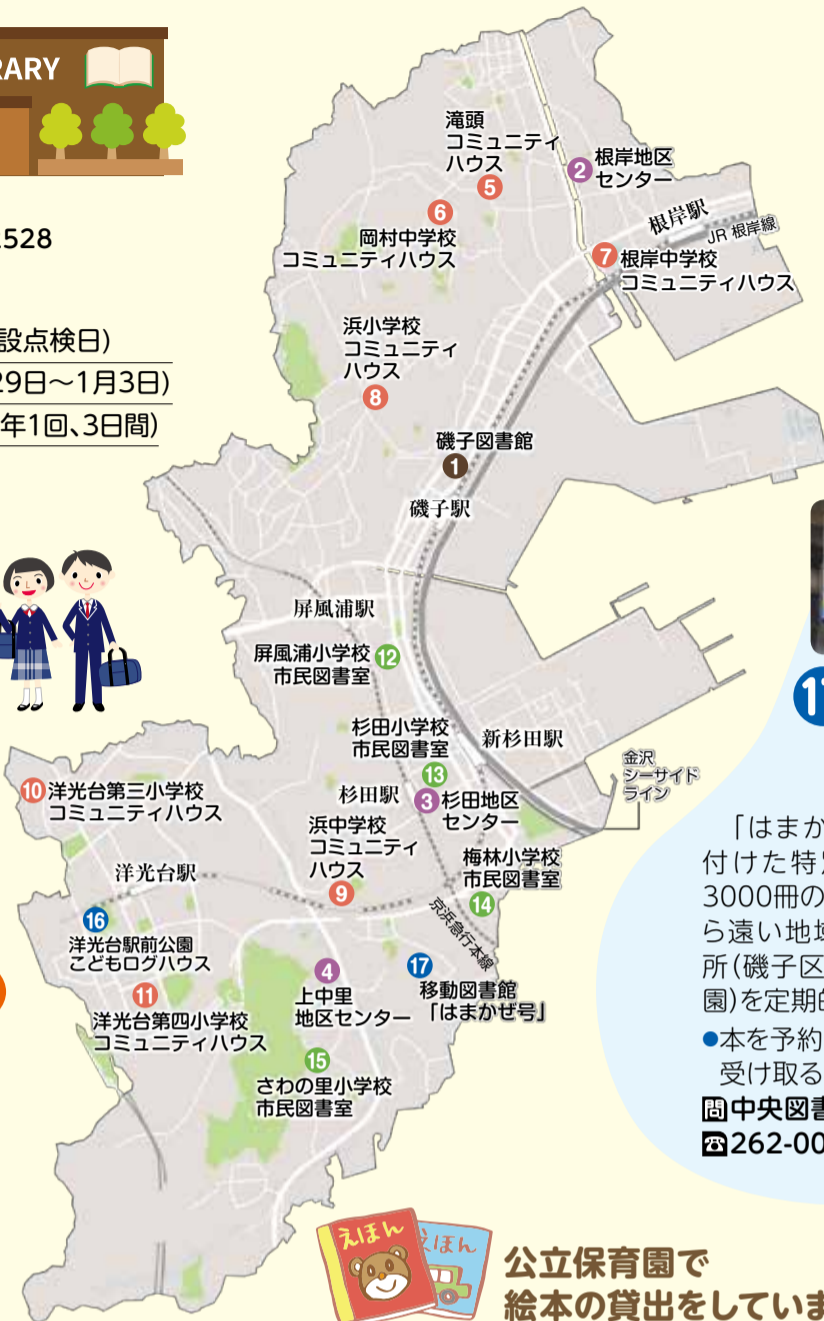 RARY
528
設点検日)
29日〜1月3日)
年1回、3日間)
滝頭
コミュニティ
ハウス
5
2
根岸地区
センター
6
岡村中学校
コミュニティハウス
根岸駅
JR 根岸線
7
根岸中学校
コミュニティハウス
浜小学校
コミュニティ
ハウス
8
磯子図書館
1
磯子駅
屏風浦駅
屏風浦小学校
市民図書室
12
杉田小学校
市民図書室
13
新杉田駅
金沢
シーサイド
ライン
杉田駅
3
杉田地区
センター
10
洋光台第三小学校
コミュニティハウス
浜中学校
コミュニティ
ハウス
9
梅林小学校
市民図書室
14
京浜急行本線
洋光台駅
16
洋光台駅前公園
こどもログハウス
11
洋光台第四小学校
コミュニティハウス
4
上中里
地区センター
17
移動図書館
「はまかぜ号」
15
さわの里小学校
市民図書室
「はまか
付けた特
3000冊の
ら遠い地域
所(磯子区
園)を定期的
●本を予約
受け取る
問中央図書
☎262-00
えほん
えほん
公立保育園で
絵本の貸出をしていま